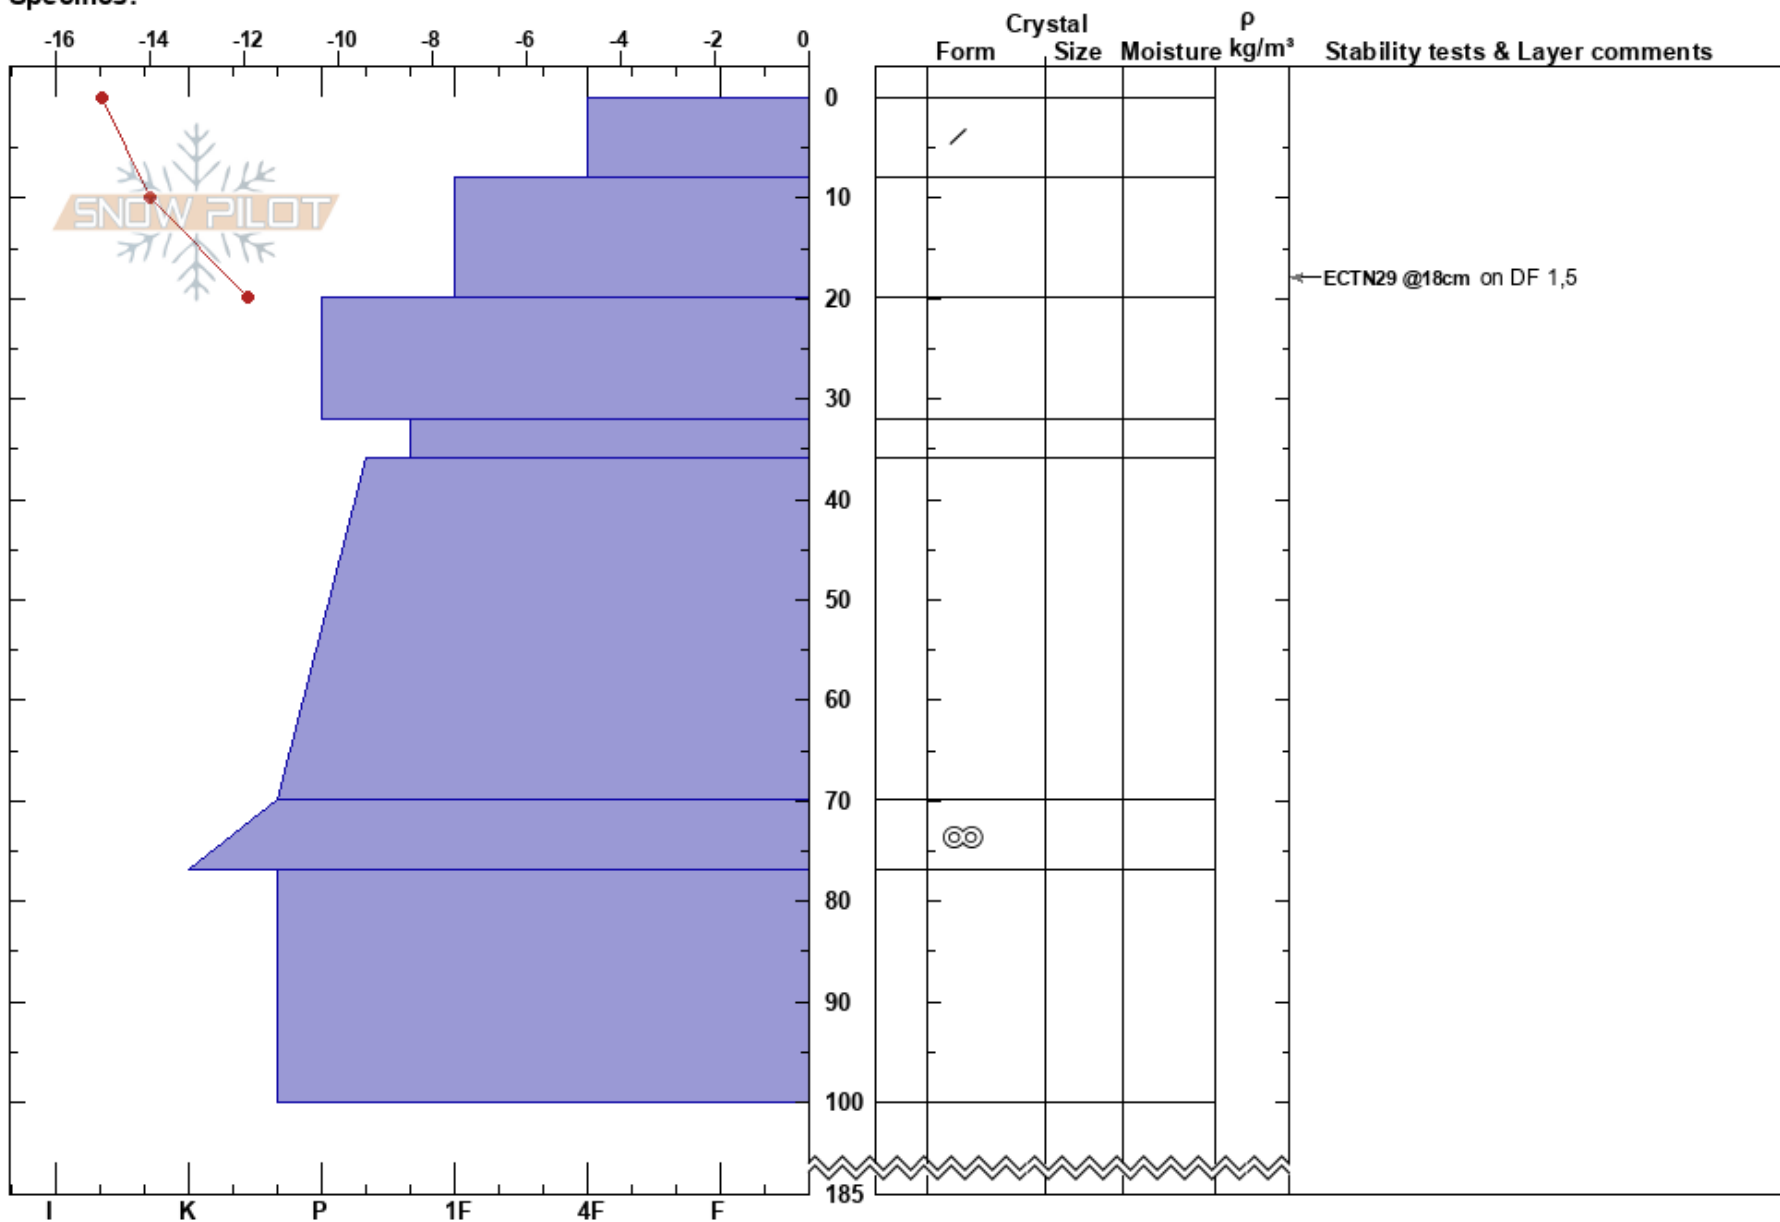 Specifics:
-16 -14 -12 -10 -8 -6 -4 -2 0
Crystal
ρ
Form Size Moisture kg/m³ Stability tests & Layer comments
0
SNOW PILOT
10
ECTN29 @18cm on DF 1,5
20
30
40
50
60
70
80
90
100
185
I K P 1F 4F F